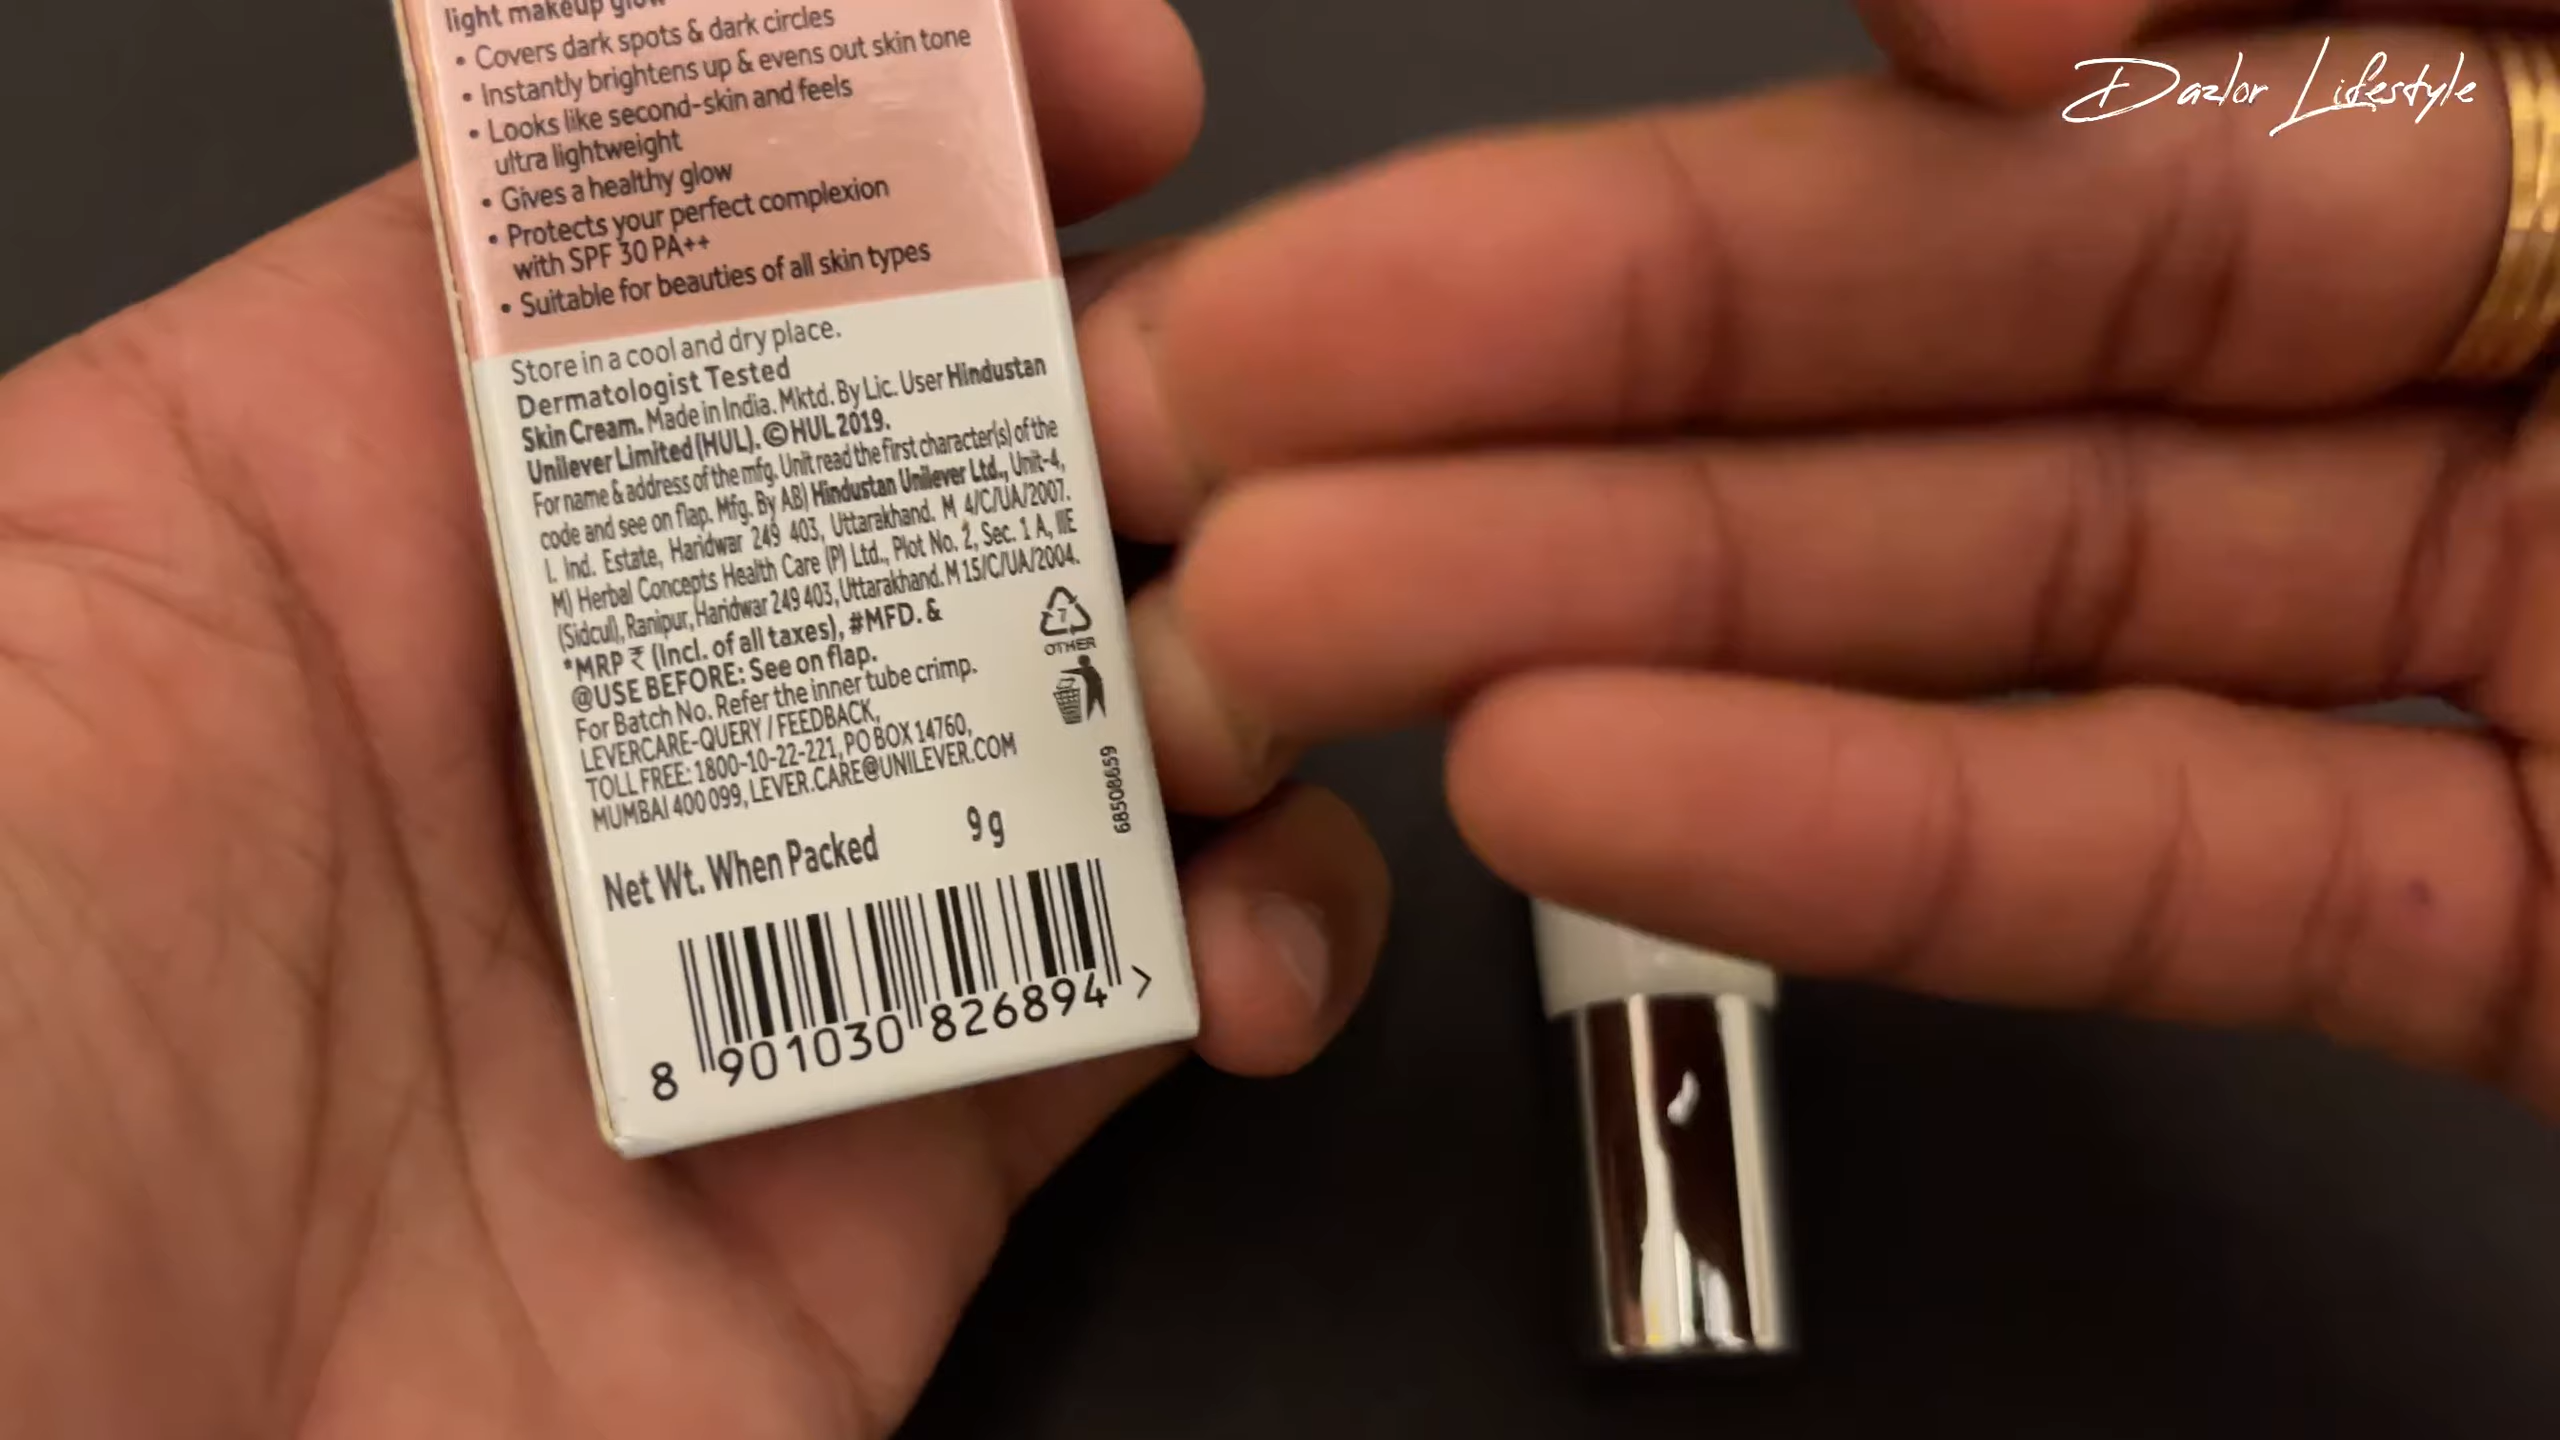 light makeup glow
• Covers dark spots & dark circles
• Instantly brightens up & evens out skin tone
• Looks like second-skin and feels
ultra lightweight
• Gives a healthy glow
• Protects your perfect complexion
with SPF 30 PA++
• Suitable for beauties of all skin types
Store in a cool and dry place.
Dermatologist Tested
Skin Cream. Made in India. Mktd. By Lic. User Hindustan
Unilever Limited (HUL). © HUL 2019.
For name & address of the mfg. Unit read the first character(s) of the
code and see on flap. Mfg. By AB) Hindustan Unilever Ltd., Unit-4,
I. Ind. Estate, Haridwar 249 403, Uttarakhand. M 4/C/UA/2007.
M) Herbal Concepts Health Care (P) Ltd., Plot No. 2, Sec. 1 A, IIE
(Sidcul), Ranipur, Haridwar 249 403, Uttarakhand. M 15/C/UA/2004.
*MRP ₹ (Incl. of all taxes), #MFD. &
@USE BEFORE: See on flap.
For Batch No. Refer the inner tube crimp.
LEVERCARE-QUERY / FEEDBACK,
TOLL FREE: 1800-10-22-221, PO BOX 14760,
MUMBAI 400 099, LEVER.CARE@UNILEVER.COM
7
OTHER
68508659
Net Wt. When Packed 9 g
8 901030 826894 >
Dazlor Lifestyle